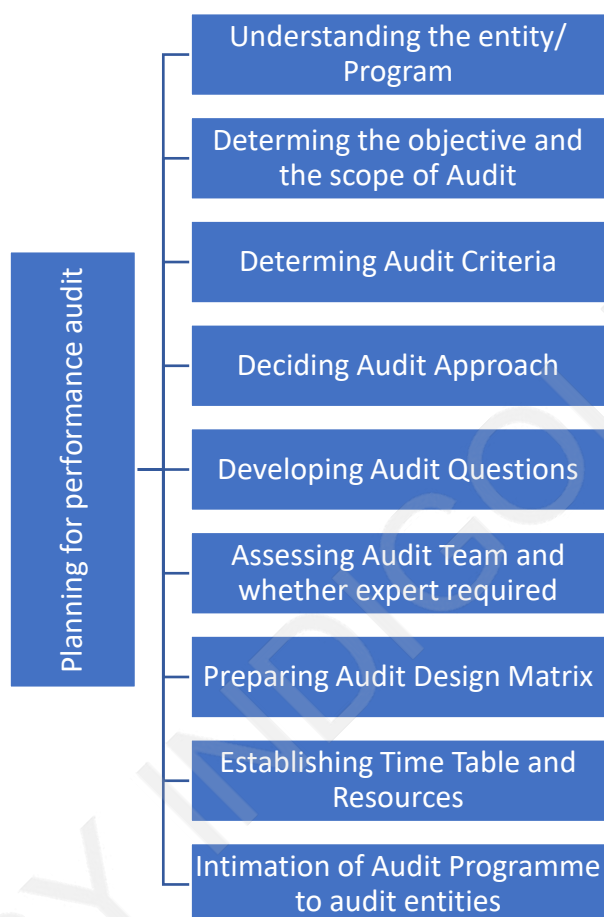 Understanding the entity/
Program
Determing the objective and
the scope of Audit
Determing Audit Criteria
Deciding Audit Approach
Planning for performance audit
Developing Audit Questions
Assessing Audit Team and
whether expert required
Preparing Audit Design Matrix
Establishing Time Table and
Resources
Intimation of Audit Programme
to audit entities